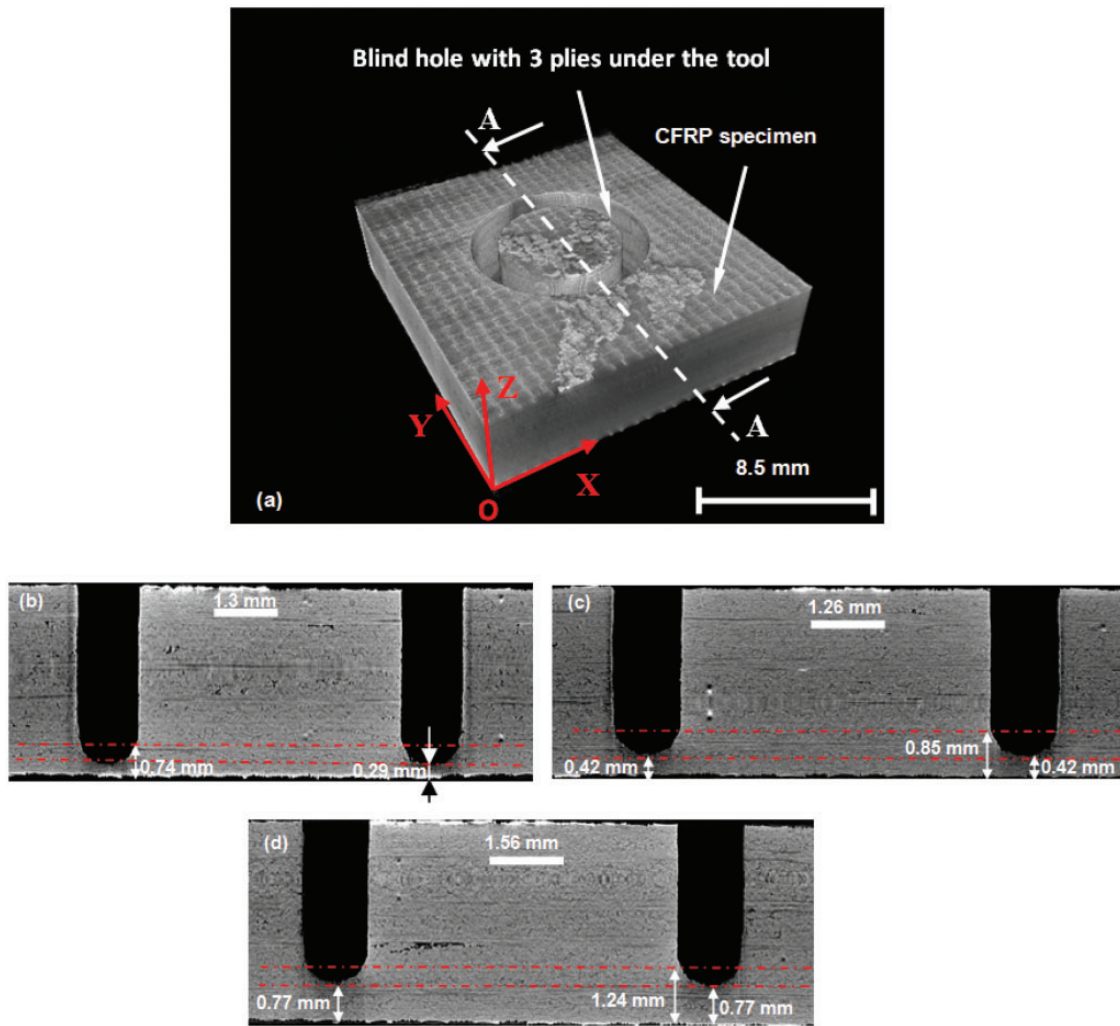 Blind hole with 3 plies under the tool
A
CFRP specimen
Z
Y
X
O
A
8.5 mm
(a)
(b)
1.3 mm
0.74 mm
0.29 mm
(c)
1.26 mm
0.85 mm
0.42 mm
0.42 mm
(d)
1.56 mm
0.77 mm
1.24 mm
0.77 mm